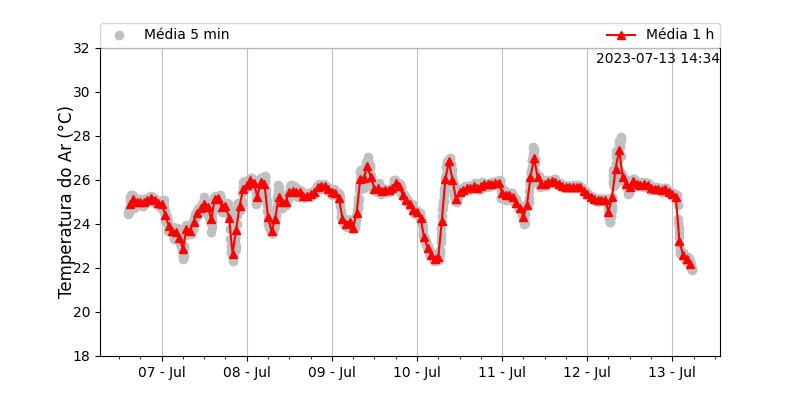 Média 5 min
Média 1 h
2023-07-13 14:34
Temperatura do Ar (°C)
32
30
28
26
24
22
20
18
07 - Jul
08 - Jul
09 - Jul
10 - Jul
11 - Jul
12 - Jul
13 - Jul